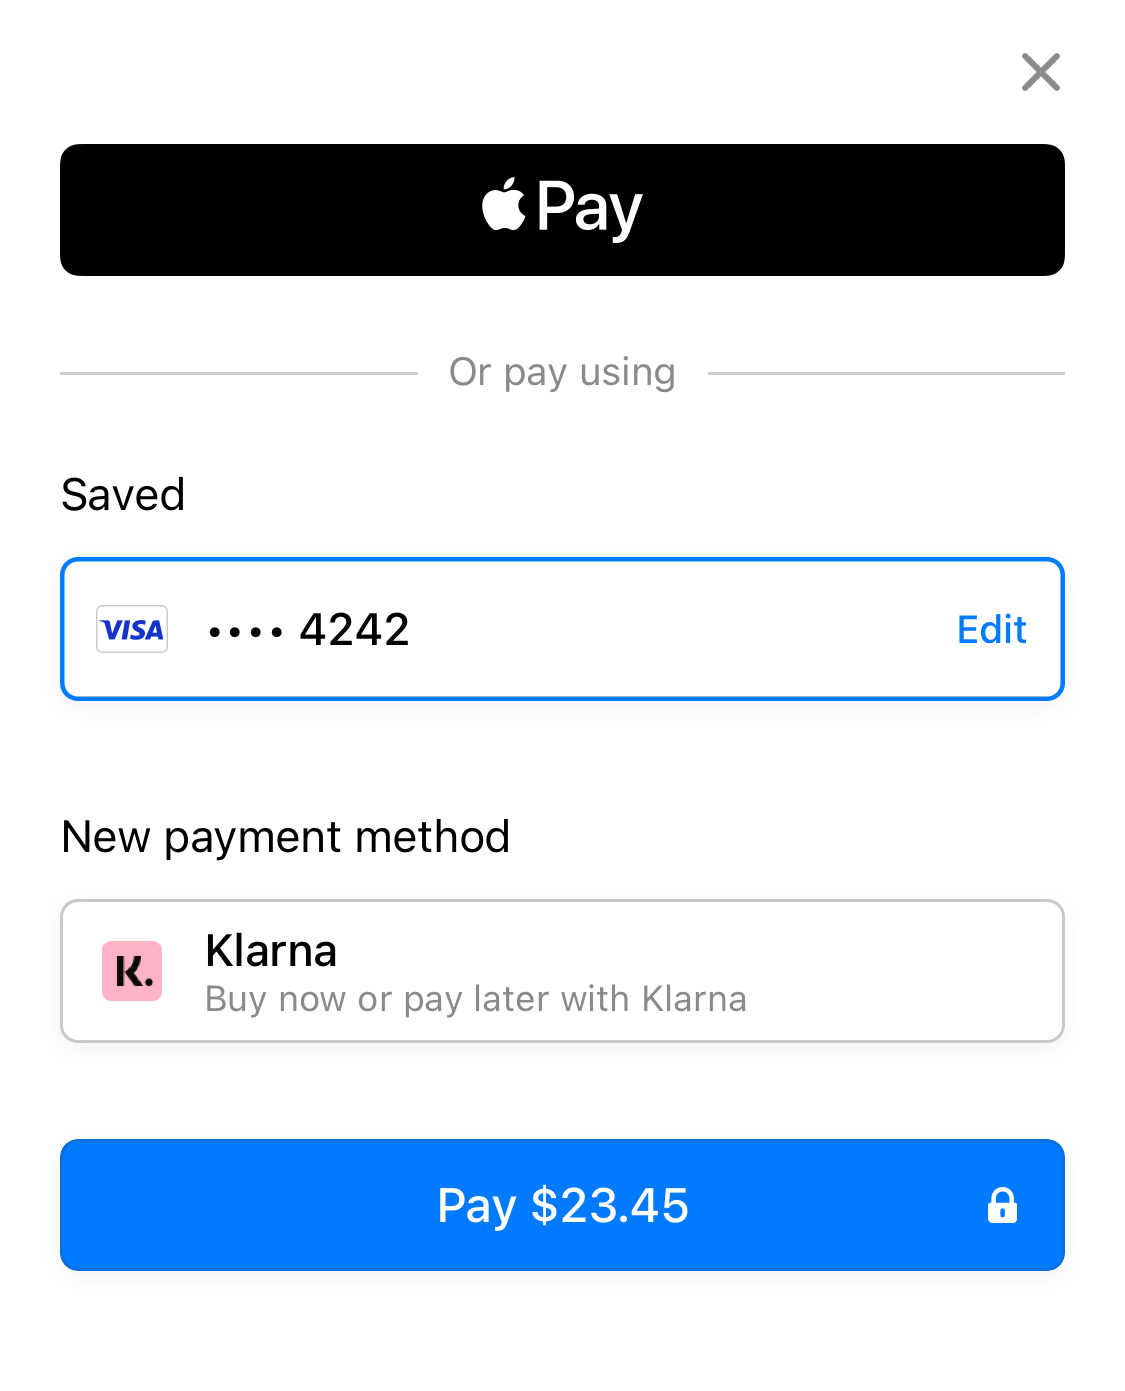 Pay
Or pay using
Saved
VISA •••• 4242 Edit
New payment method
K. Klarna
Buy now or pay later with Klarna
Pay $23.45